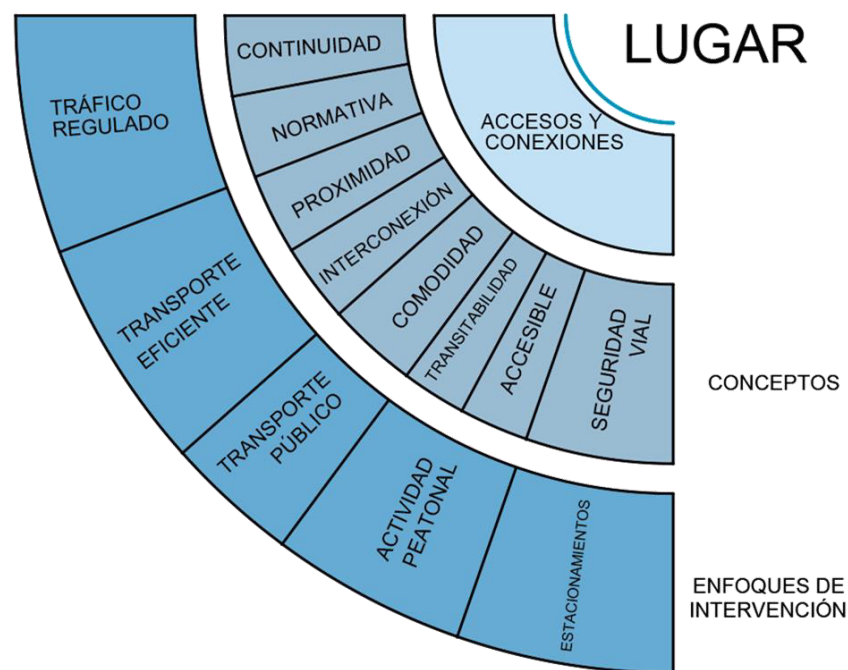 LUGAR
ACCESOS Y
CONEXIONES
CONTINUIDAD
NORMATIVA
PROXIMIDAD
INTERCONEXIÓN
COMODIDAD
TRANSITABILIDAD
ACCESIBLE
SEGURIDAD
VIAL
CONCEPTOS
TRÁFICO
REGULADO
TRANSPORTE
EFICIENTE
TRANSPORTE
PÚBLICO
ACTIVIDAD
PEATONAL
ESTACIONAMIENTOS
ENFOQUES DE
INTERVENCIÓN